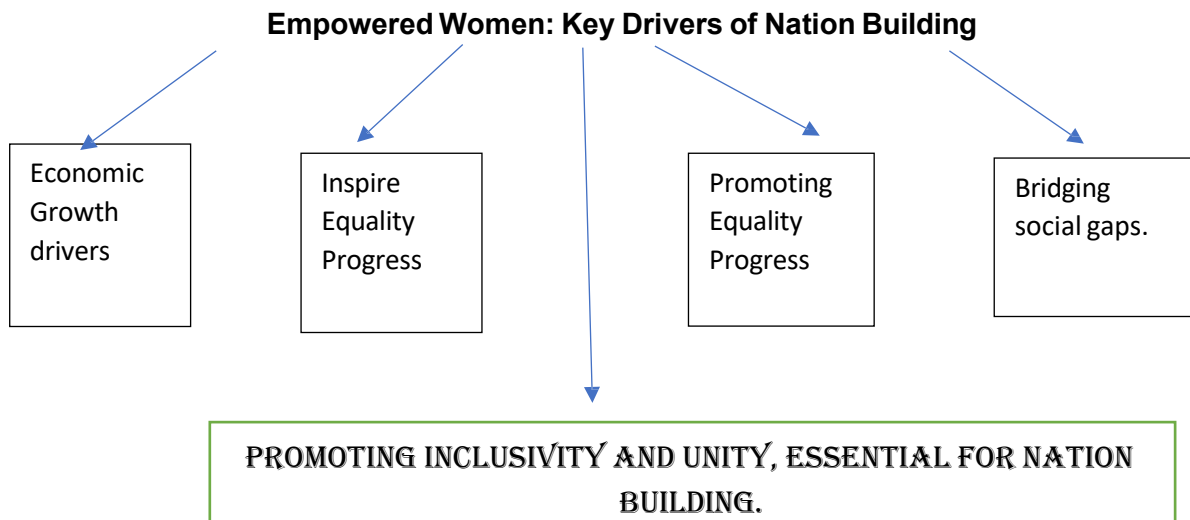 Empowered Women: Key Drivers of Nation Building
Economic
Growth
drivers
Inspire
Equality
Progress
Promoting
Equality
Progress
Bridging
social gaps.
PROMOTING INCLUSIVITY AND UNITY, ESSENTIAL FOR NATION
BUILDING.